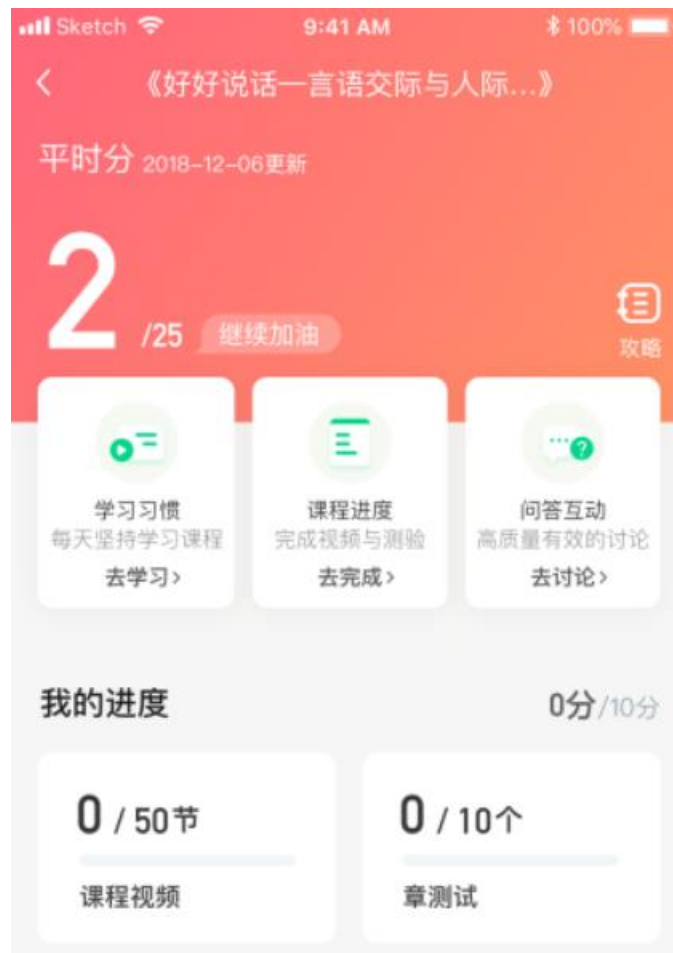 Sketch 9:41 AM 100%
《好好说话—言语交际与人际...》
平时分 2018-12-06更新
2 /25 继续加油
攻略
学习习惯 课程进度 问答互动
每天坚持学习课程 完成视频与测验 高质量有效的讨论
去学习> 去完成> 去讨论>
我的进度 0分/10分
0 / 50节 0 / 10个
课程视频 章测试